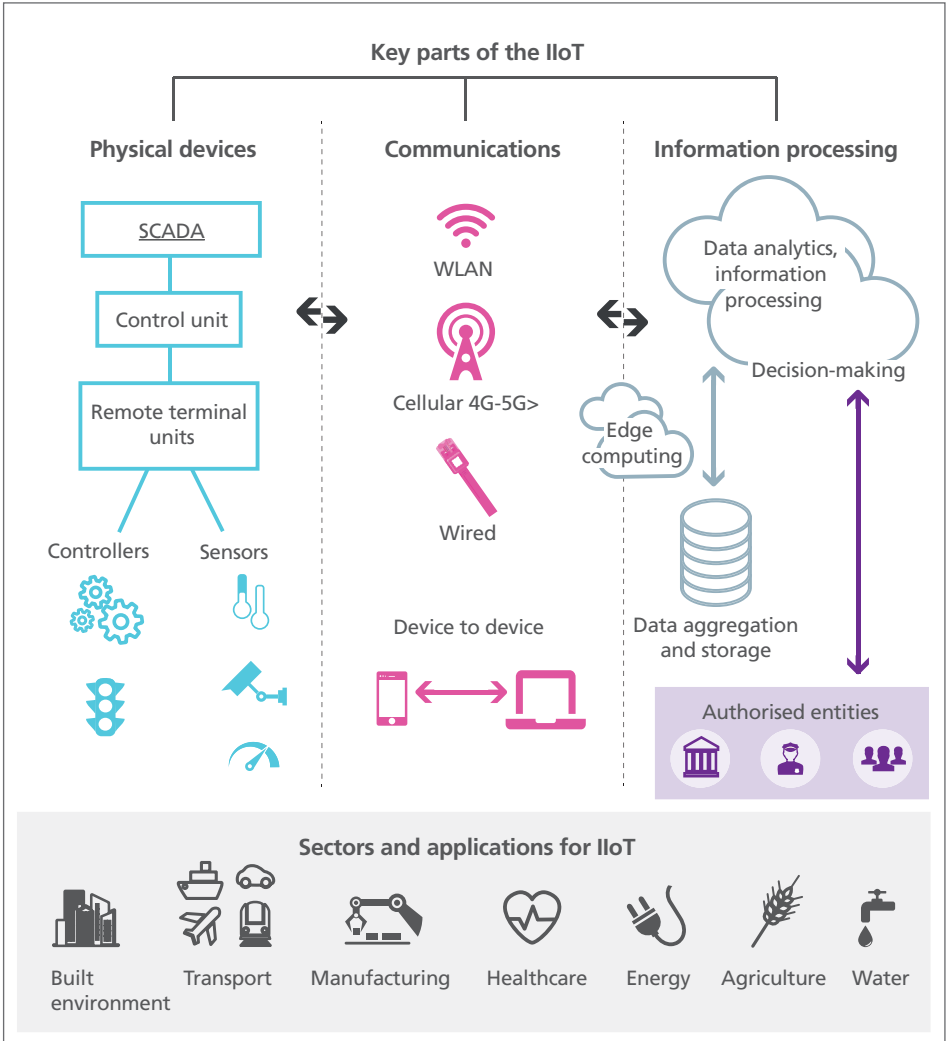 Key parts of the IIoT
Physical devices
SCADA
Control unit
Remote terminal
units
Controllers
Sensors
Communications
WLAN
Cellular 4G-5G>
Wired
Device to device
Information processing
Data analytics,
information
processing
Decision-making
Edge
computing
Data aggregation
and storage
Authorised entities
Sectors and applications for IIoT
Built
environment
Transport
Manufacturing
Healthcare
Energy
Agriculture
Water